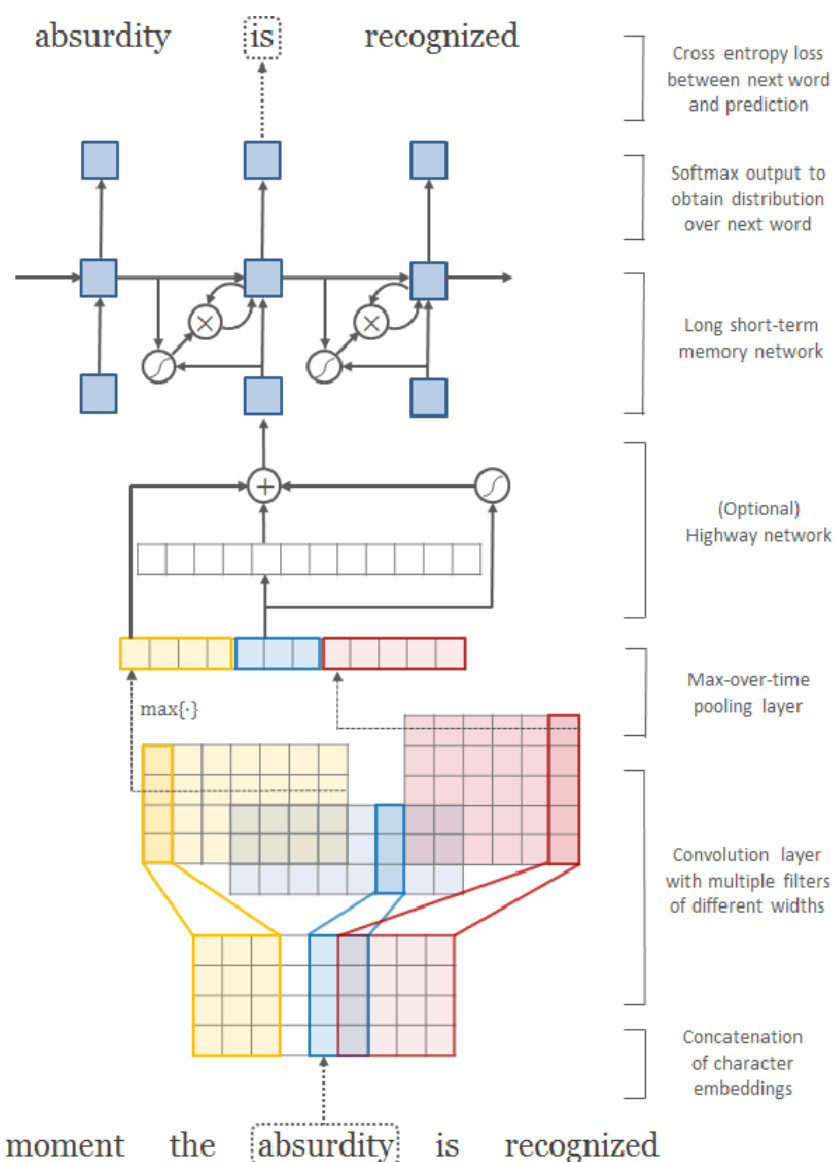 absurdity is recognized
Cross entropy loss
between next word
and prediction
Softmax output to
obtain distribution
over next word
Long short-term
memory network
(Optional)
Highway network
Max-over-time
pooling layer
max{·}
Convolution layer
with multiple filters
of different widths
Concatenation
of character
embeddings
moment the absurdity is recognized